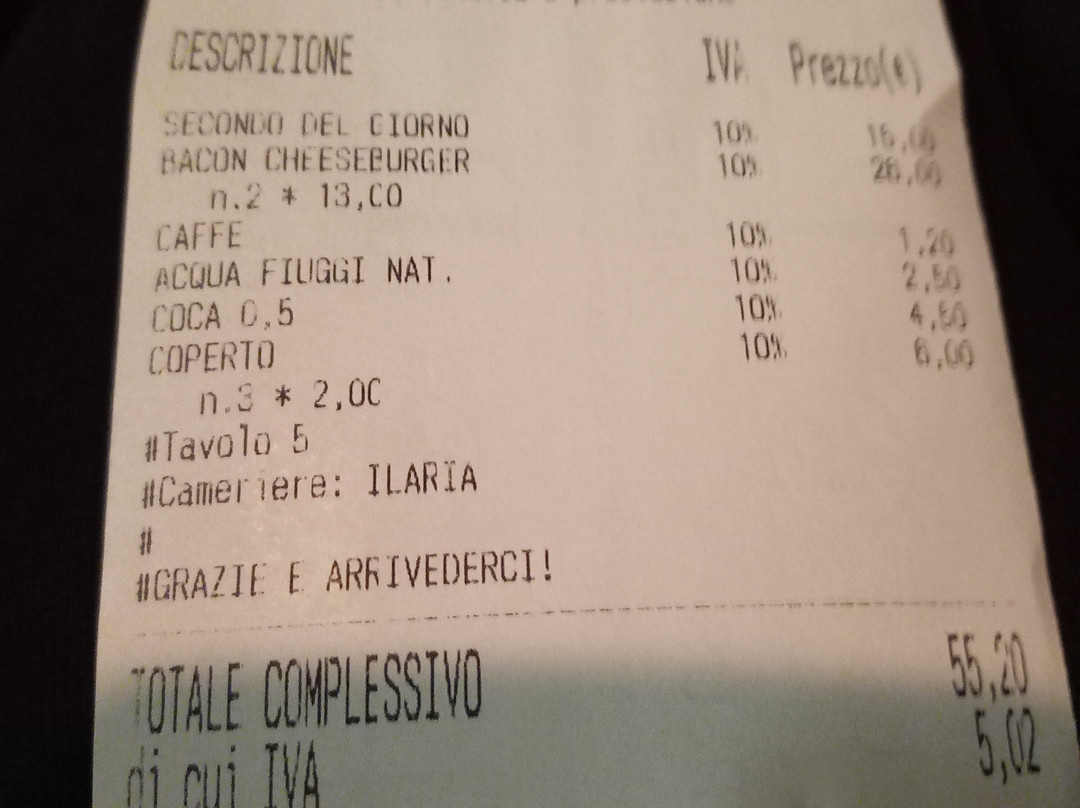 DESCRIZIONE IVA Prezzo(€)
SECONDO DEL GIORNO 10% 15,00
BACON CHEESEBURGER 10% 26,00
n.2 * 13,00
CAFFE 10% 1,20
ACQUA FIUGGI NAT. 10% 2,50
COCA 0,5 10% 4,50
COPERTO 10% 6,00
n.3 * 2,00
#Tavolo 5
#Cameriere: ILARIA
#
#GRAZIE E ARRIVEDERCI!
TOTALE COMPLESSIVO 55,20
di cui IVA 5,02